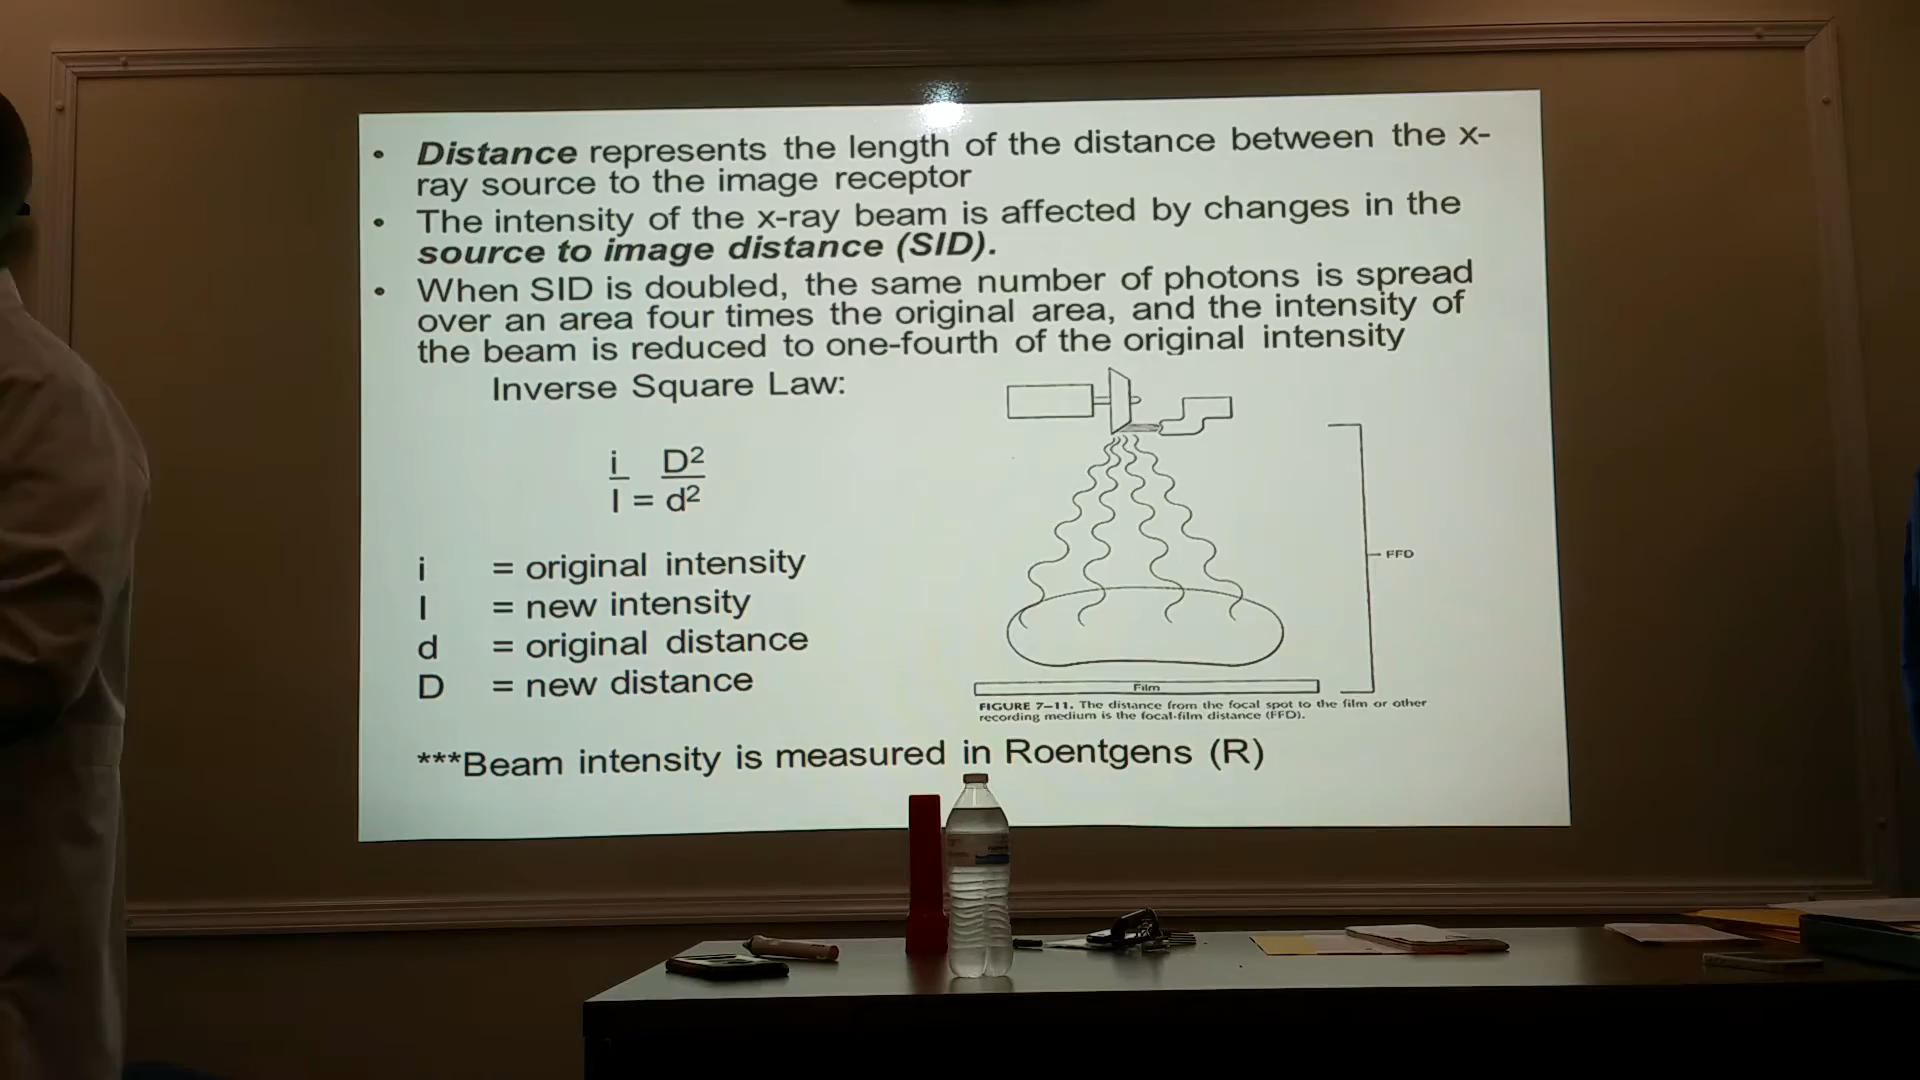 • Distance represents the length of the distance between the x-
ray source to the image receptor
• The intensity of the x-ray beam is affected by changes in the
source to image distance (SID).
• When SID is doubled, the same number of photons is spread
over an area four times the original area, and the intensity of
the beam is reduced to one-fourth of the original intensity
Inverse Square Law:
i D²
I = d²
i = original intensity
I = new intensity
d = original distance
D = new distance
FFD
Film
FIGURE 7–11. The distance from the focal spot to the film or other
recording medium is the focal-film distance (FFD).
***Beam intensity is measured in Roentgens (R)